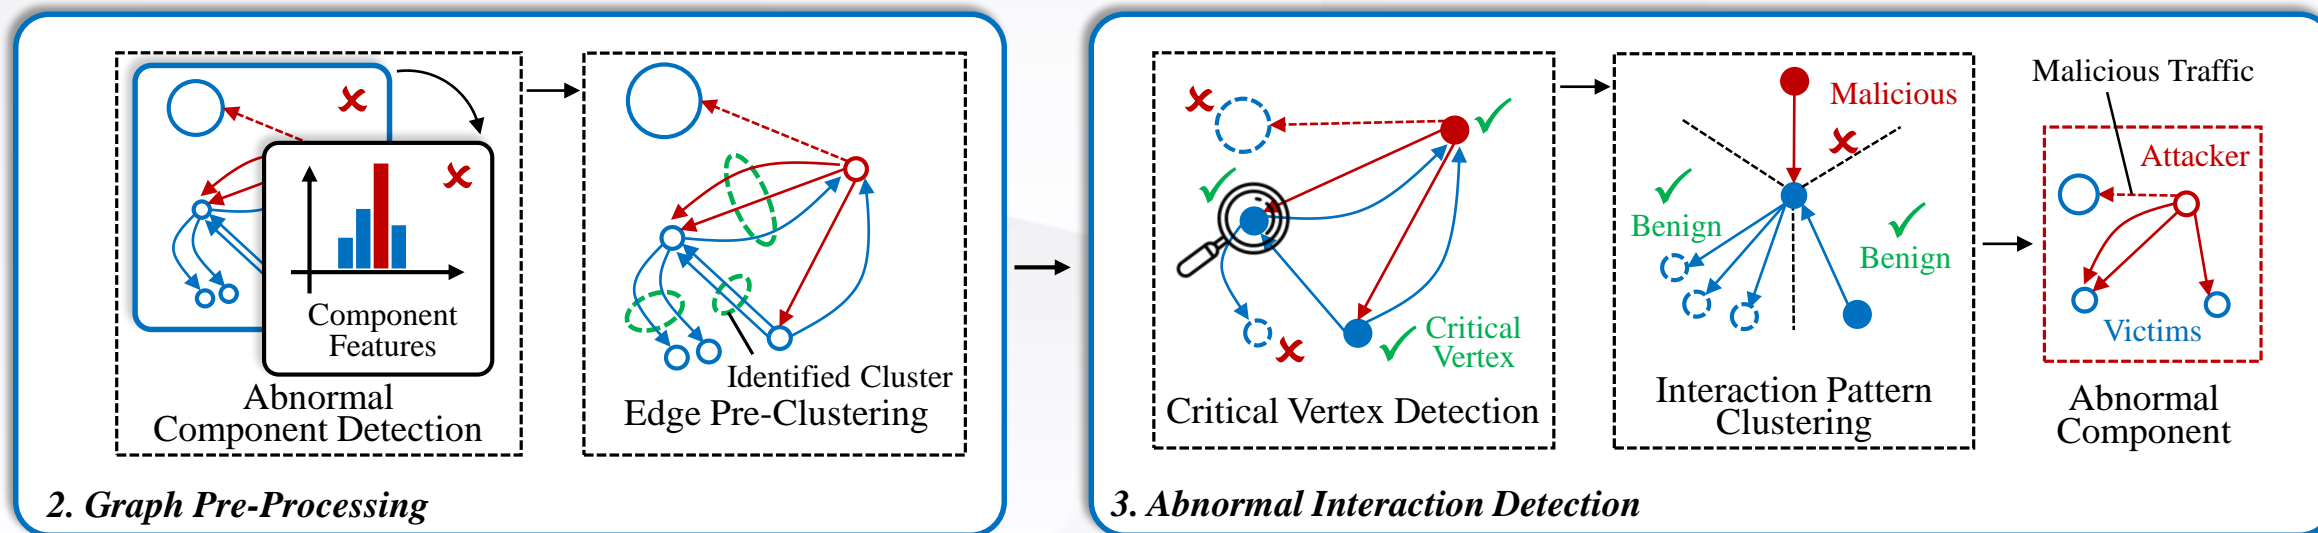 Component
Features
Abnormal
Component Detection
Identified Cluster
Edge Pre-Clustering
2. Graph Pre-Processing
Critical
Vertex
Critical Vertex Detection
Malicious
Benign
Benign
Interaction Pattern
Clustering
Malicious Traffic
Attacker
Victims
Abnormal
Component
3. Abnormal Interaction Detection